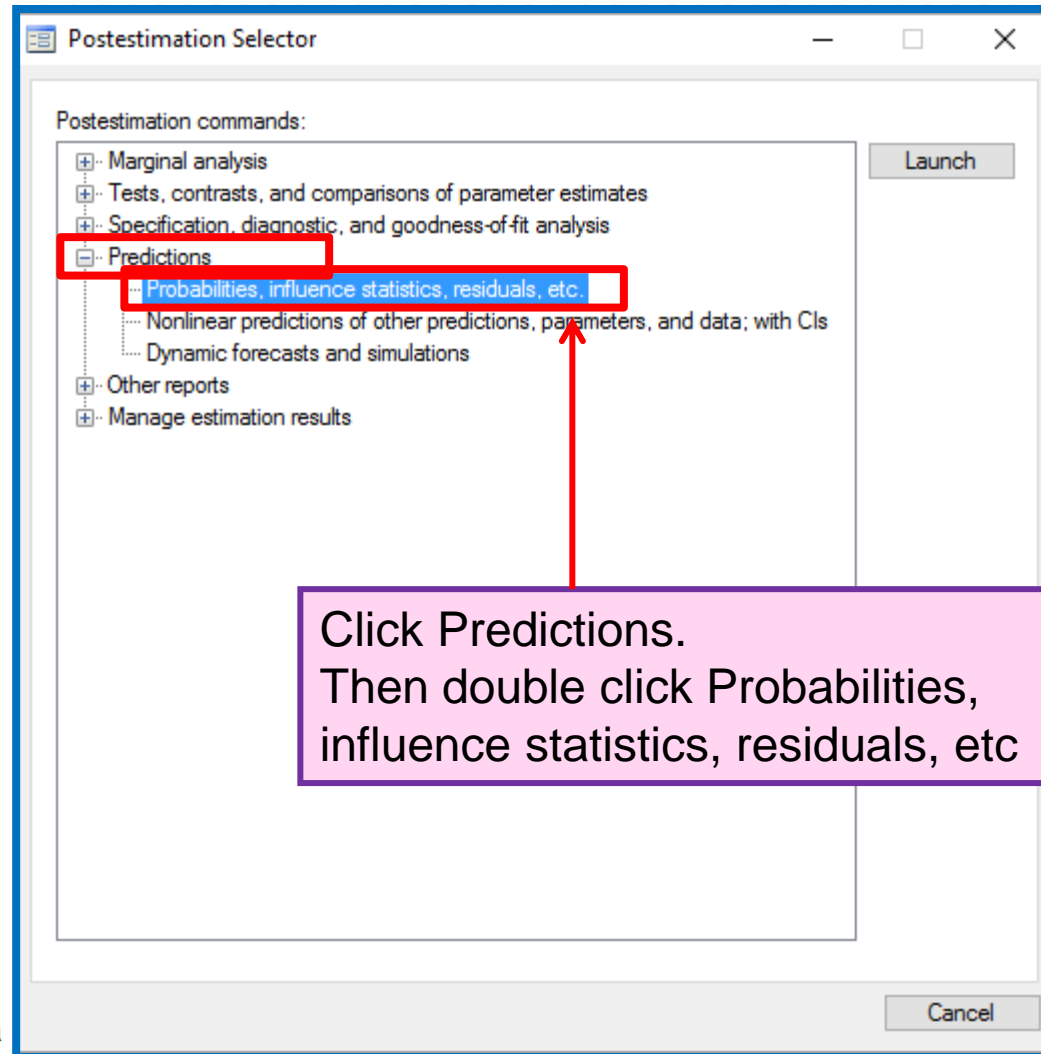 Postestimation Selector
Postestimation commands:
Marginal analysis
Launch
Tests, contrasts, and comparisons of parameter estimates
Specification, diagnostic, and goodness-of-fit analysis
Predictions
Probabilities, influence statistics, residuals, etc.
Nonlinear predictions of other predictions, parameters, and data; with CIs
Dynamic forecasts and simulations
Other reports
Manage estimation results
Click Predictions.
Then double click Probabilities,
influence statistics, residuals, etc
Cancel